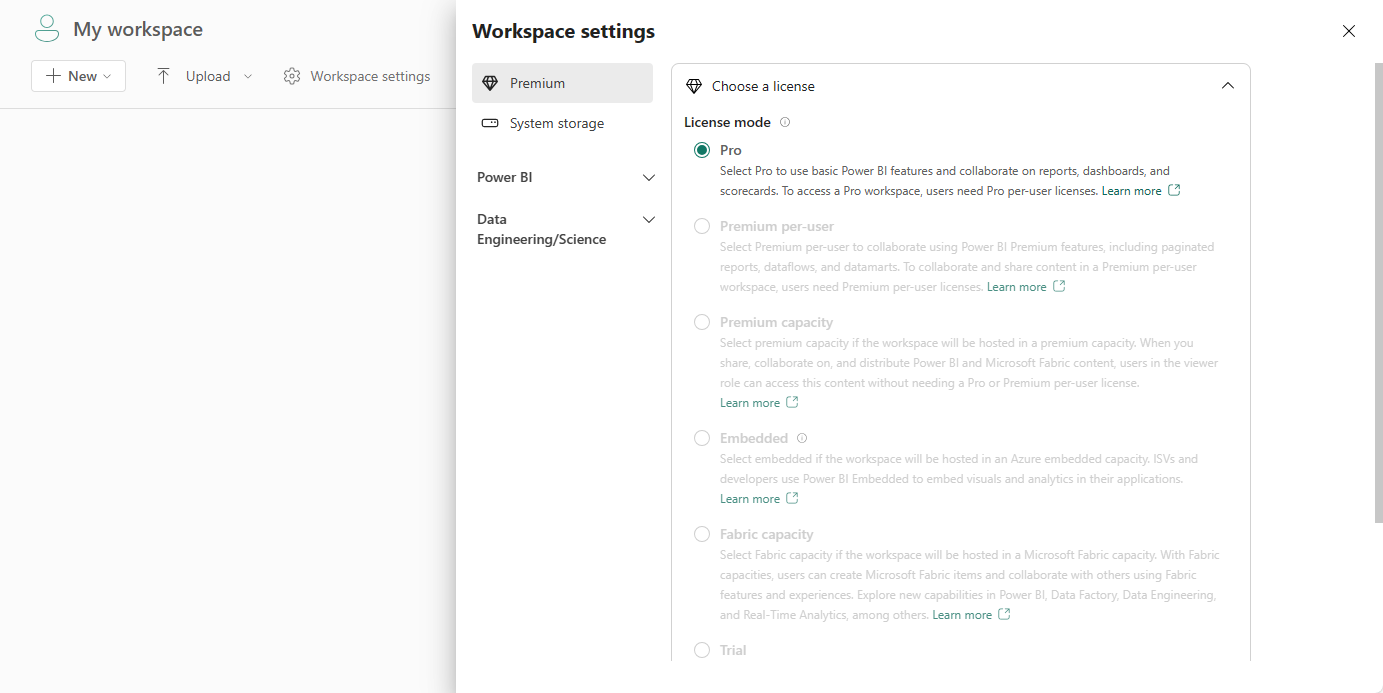 My workspace
New
Upload
Workspace settings
Workspace settings
Premium
System storage
Power BI
Data
Engineering/Science
Choose a license
License mode
Pro
Select Pro to use basic Power BI features and collaborate on reports, dashboards, and
scorecards. To access a Pro workspace, users need Pro per-user licenses. Learn more
Premium per-user
Select Premium per-user to collaborate using Power BI Premium features, including paginated
reports, dataflows, and datamarts. To collaborate and share content in a Premium per-user
workspace, users need Premium per-user licenses. Learn more
Premium capacity
Select premium capacity if the workspace will be hosted in a premium capacity. When you
share, collaborate on, and distribute Power BI and Microsoft Fabric content, users in the viewer
role can access this content without needing a Pro or Premium per-user license.
Learn more
Embedded
Select embedded if the workspace will be hosted in an Azure embedded capacity. ISVs and
developers use Power BI Embedded to embed visuals and analytics in their applications.
Learn more
Fabric capacity
Select Fabric capacity if the workspace will be hosted in a Microsoft Fabric capacity. With Fabric
capacities, users can create Microsoft Fabric items and collaborate with others using Fabric
features and experiences. Explore new capabilities in Power BI, Data Factory, Data Engineering,
and Real-Time Analytics, among others. Learn more
Trial